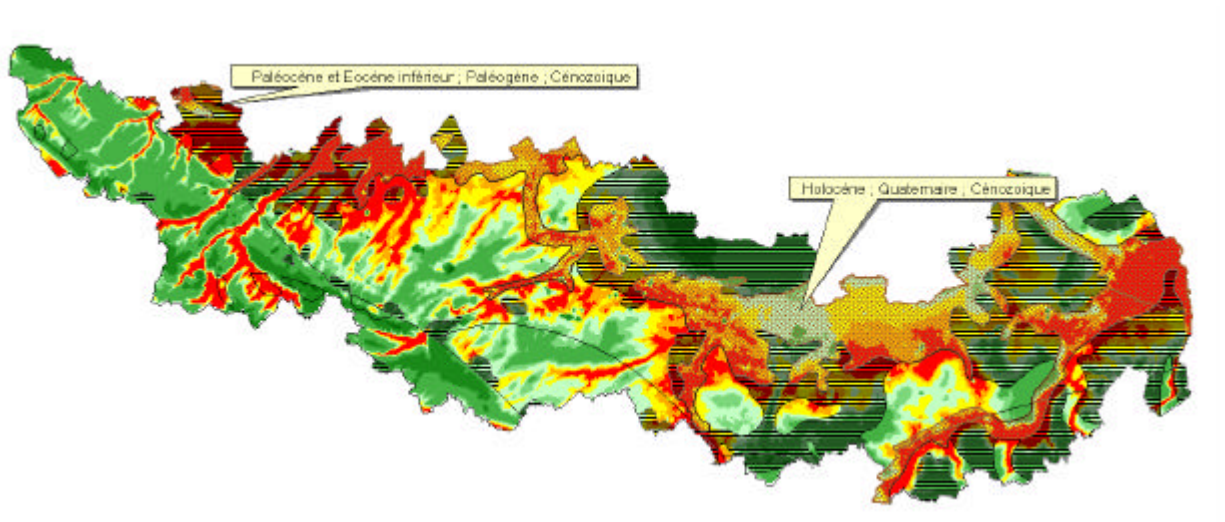 Paléocène et Eocène inférieur ; Paléogène ; Cénozoique
Holocène ; Quaternaire ; Cénozoique